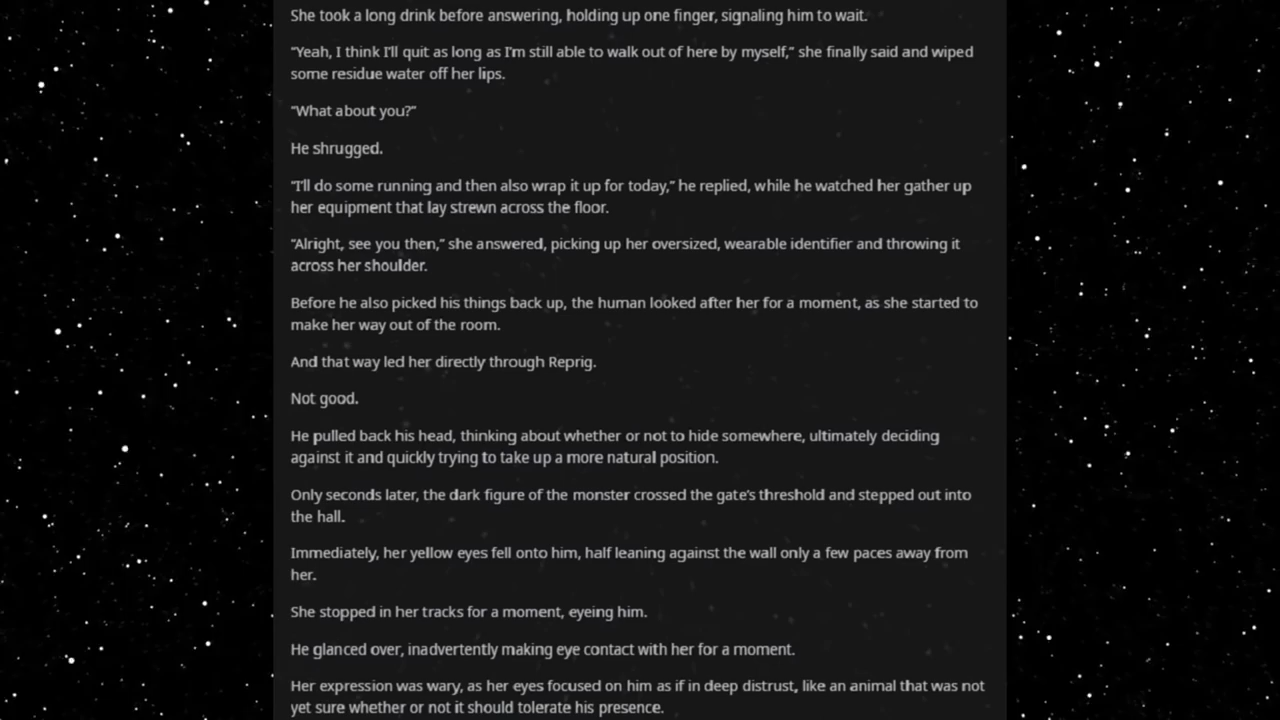 She took a long drink before answering, holding up one finger, signaling him to wait.
"Yeah, I think I'll quit as long as I'm still able to walk out of here by myself," she finally said and wiped
some residue water off her lips.
"What about you?"
He shrugged.
"I'll do some running and then also wrap it up for today," he replied, while he watched her gather up
her equipment that lay strewn across the floor.
"Alright, see you then," she answered, picking up her oversized, wearable identifier and throwing it
across her shoulder.
Before he also picked his things back up, the human looked after her for a moment, as she started to
make her way out of the room.
And that way led her directly through Reprig.
Not good.
He pulled back his head, thinking about whether or not to hide somewhere, ultimately deciding
against it and quickly trying to take up a more natural position.
Only seconds later, the dark figure of the monster crossed the gate's threshold and stepped out into
the hall.
Immediately, her yellow eyes fell onto him, half leaning against the wall only a few paces away from
her.
She stopped in her tracks for a moment, eyeing him.
He glanced over, inadvertently making eye contact with her for a moment.
Her expression was wary, as her eyes focused on him as if in deep distrust, like an animal that was not
yet sure whether or not it should tolerate his presence.